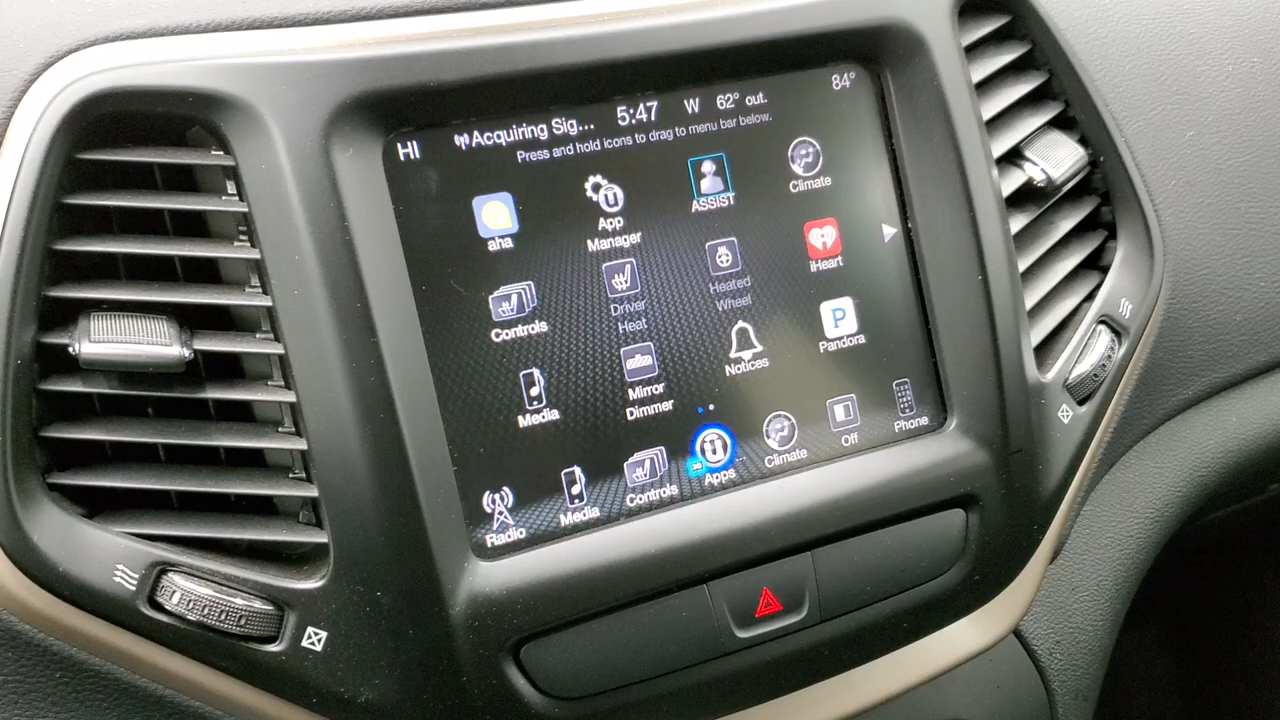 HI
Acquiring Sig...
5:47
W
62° out.
84°
Press and hold icons to drag to menu bar below.
aha
App
Manager
ASSIST
Climate
Controls
Driver
Heat
Heated
Wheel
iHeart
Media
Mirror
Dimmer
Notices
P
Pandora
Radio
Media
Controls
3G
Apps
Climate
Off
Phone